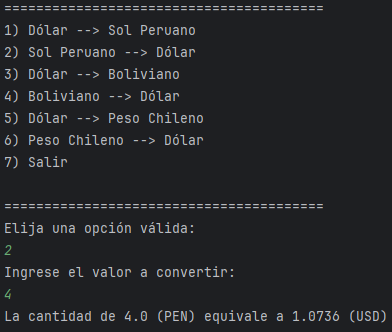 ========================================
1) Dólar --> Sol Peruano
2) Sol Peruano --> Dólar
3) Dólar --> Boliviano
4) Boliviano --> Dólar
5) Dólar --> Peso Chileno
6) Peso Chileno --> Dólar
7) Salir
========================================
Elija una opción válida:
2
Ingrese el valor a convertir:
4
La cantidad de 4.0 (PEN) equivale a 1.0736 (USD)